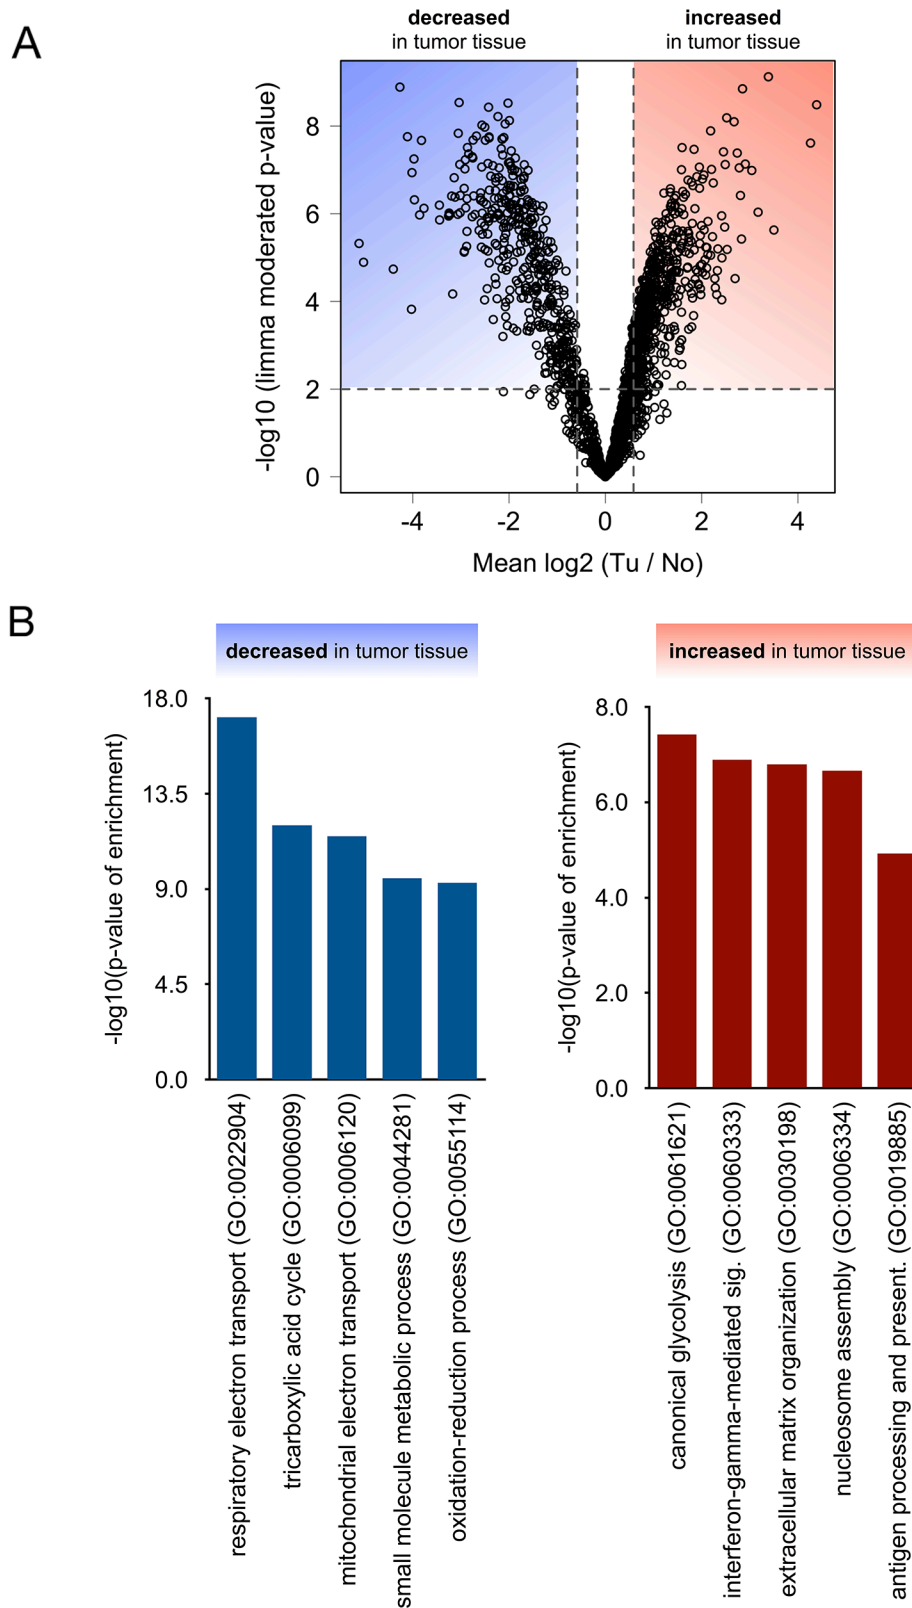 A
decreased
in tumor tissue
increased
in tumor tissue
-log10 (limma moderated p-value)
8
6
4
2
0
-4
-2
0
2
4
Mean log2 (Tu / No)
B
decreased in tumor tissue
-log10(p-value of enrichment)
18.0
13.5
9.0
4.5
0.0
respiratory electron transport (GO:0022904)
tricarboxylic acid cycle (GO:0006099)
mitochondrial electron transport (GO:0006120)
small molecule metabolic process (GO:0044281)
oxidation-reduction process (GO:0055114)
increased in tumor tissue
-log10(p-value of enrichment)
8.0
6.0
4.0
2.0
0.0
canonical glycolysis (GO:0061621)
interferon-gamma-mediated sig. (GO:0060333)
extracellular matrix organization (GO:0030198)
nucleosome assembly (GO:0006334)
antigen processing and present. (GO:0019885)